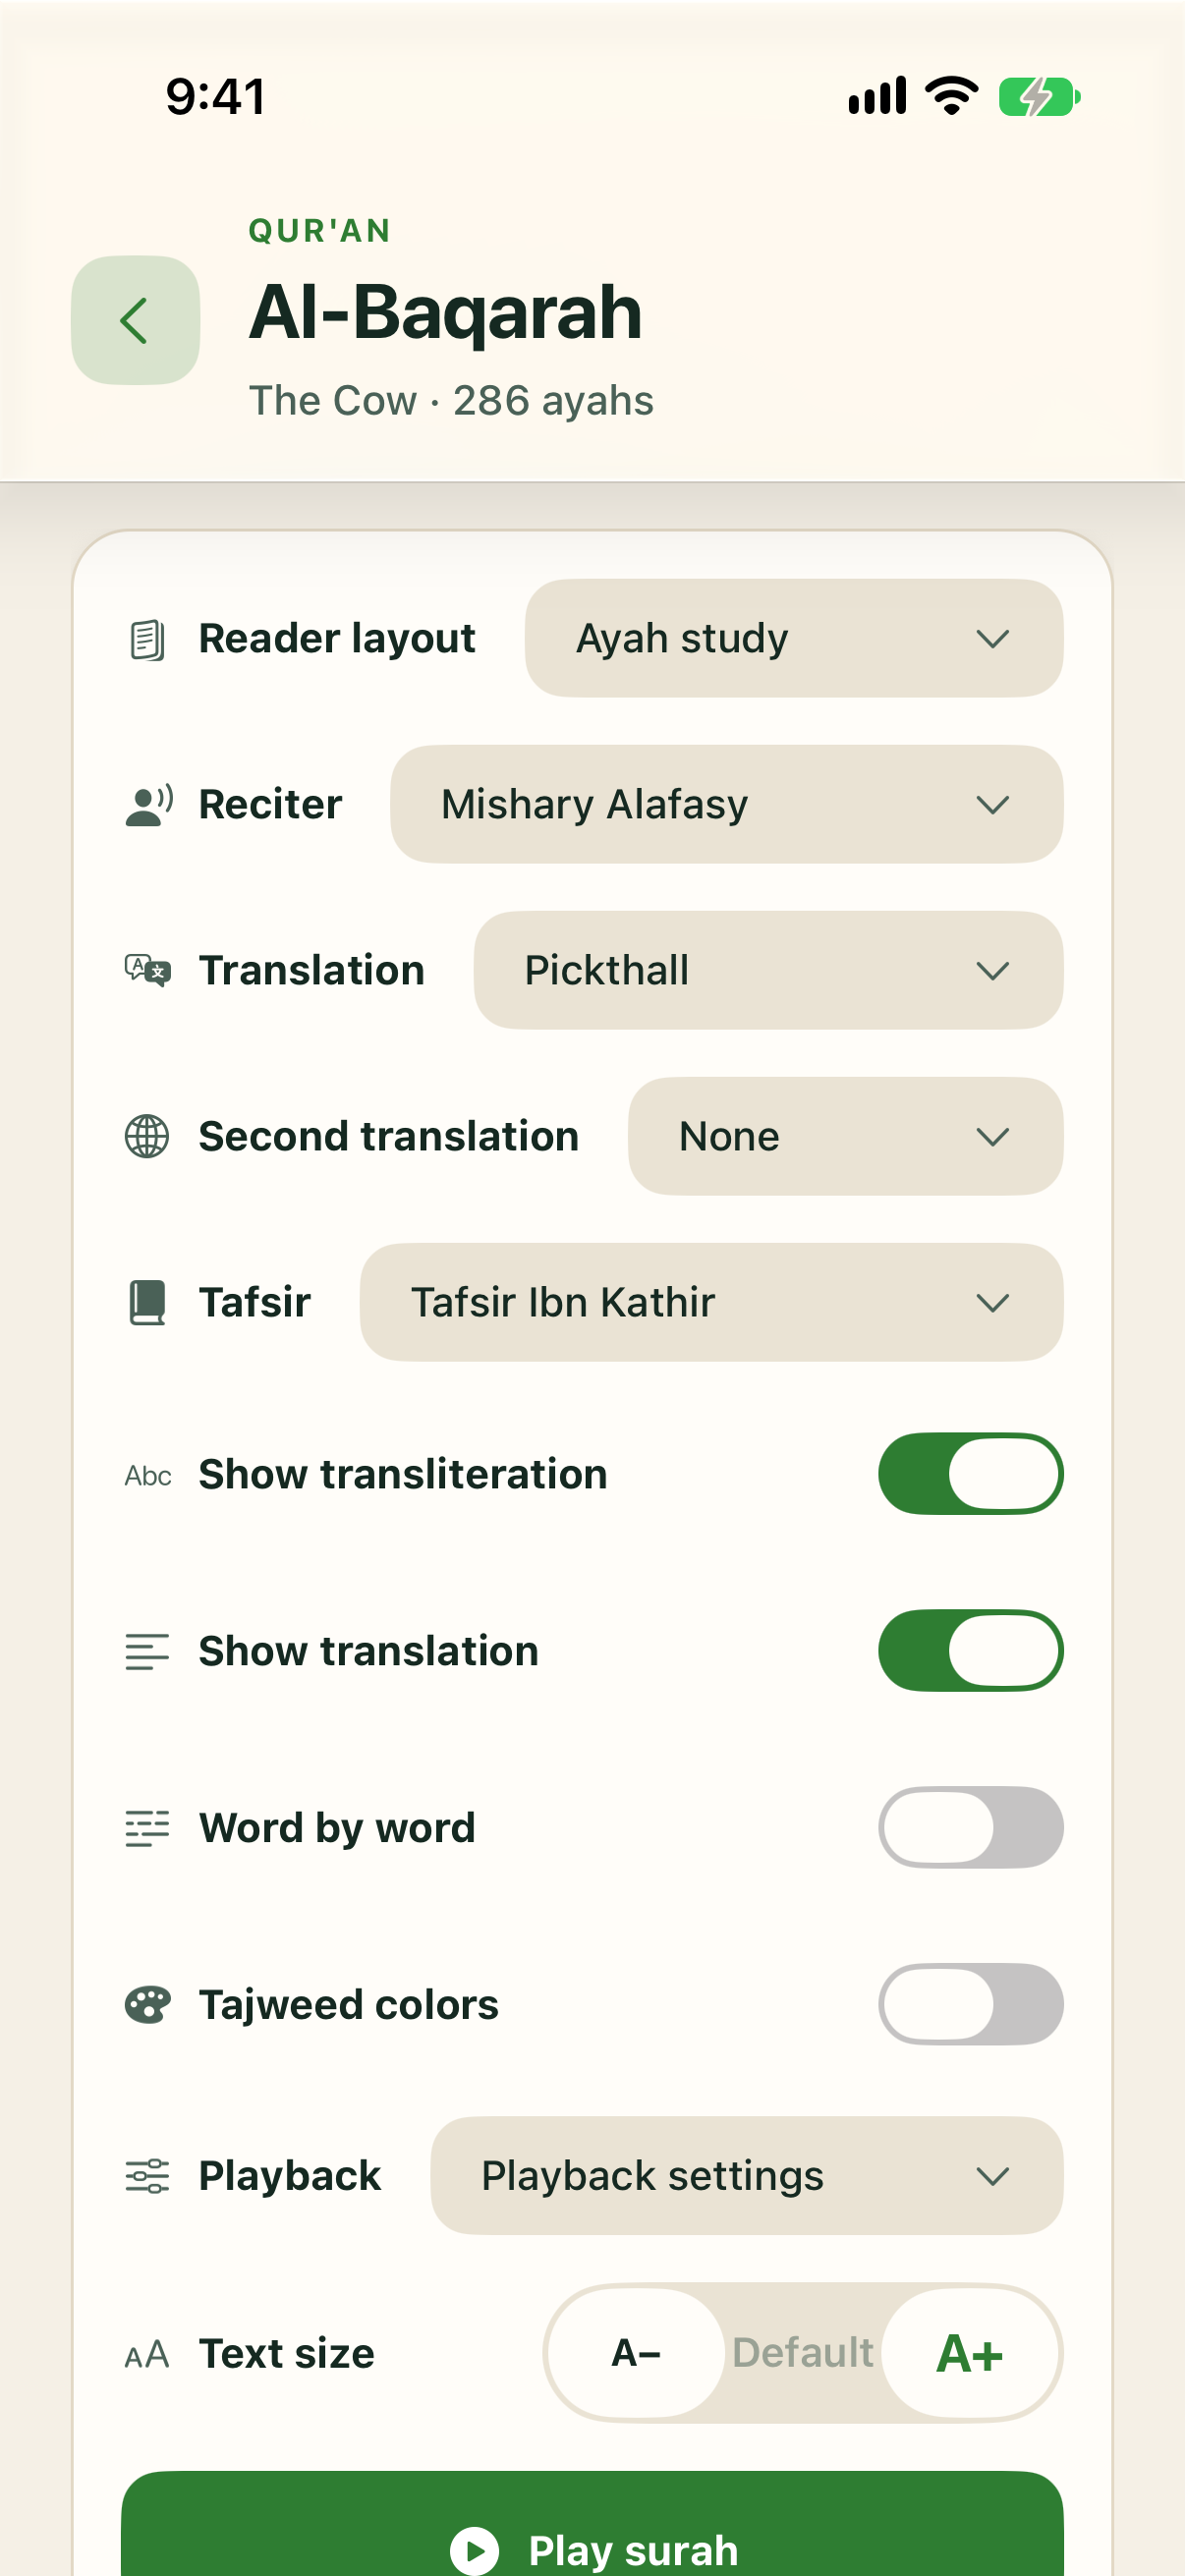 9:41
QUR'AN
Al-Baqarah
The Cow · 286 ayahs
Reader layout Ayah study
Reciter Mishary Alafasy
Translation Pickthall
Second translation None
Tafsir Tafsir Ibn Kathir
Abc Show transliteration
Show translation
Word by word
Tajweed colors
Playback Playback settings
AA Text size A− Default A+
Play surah